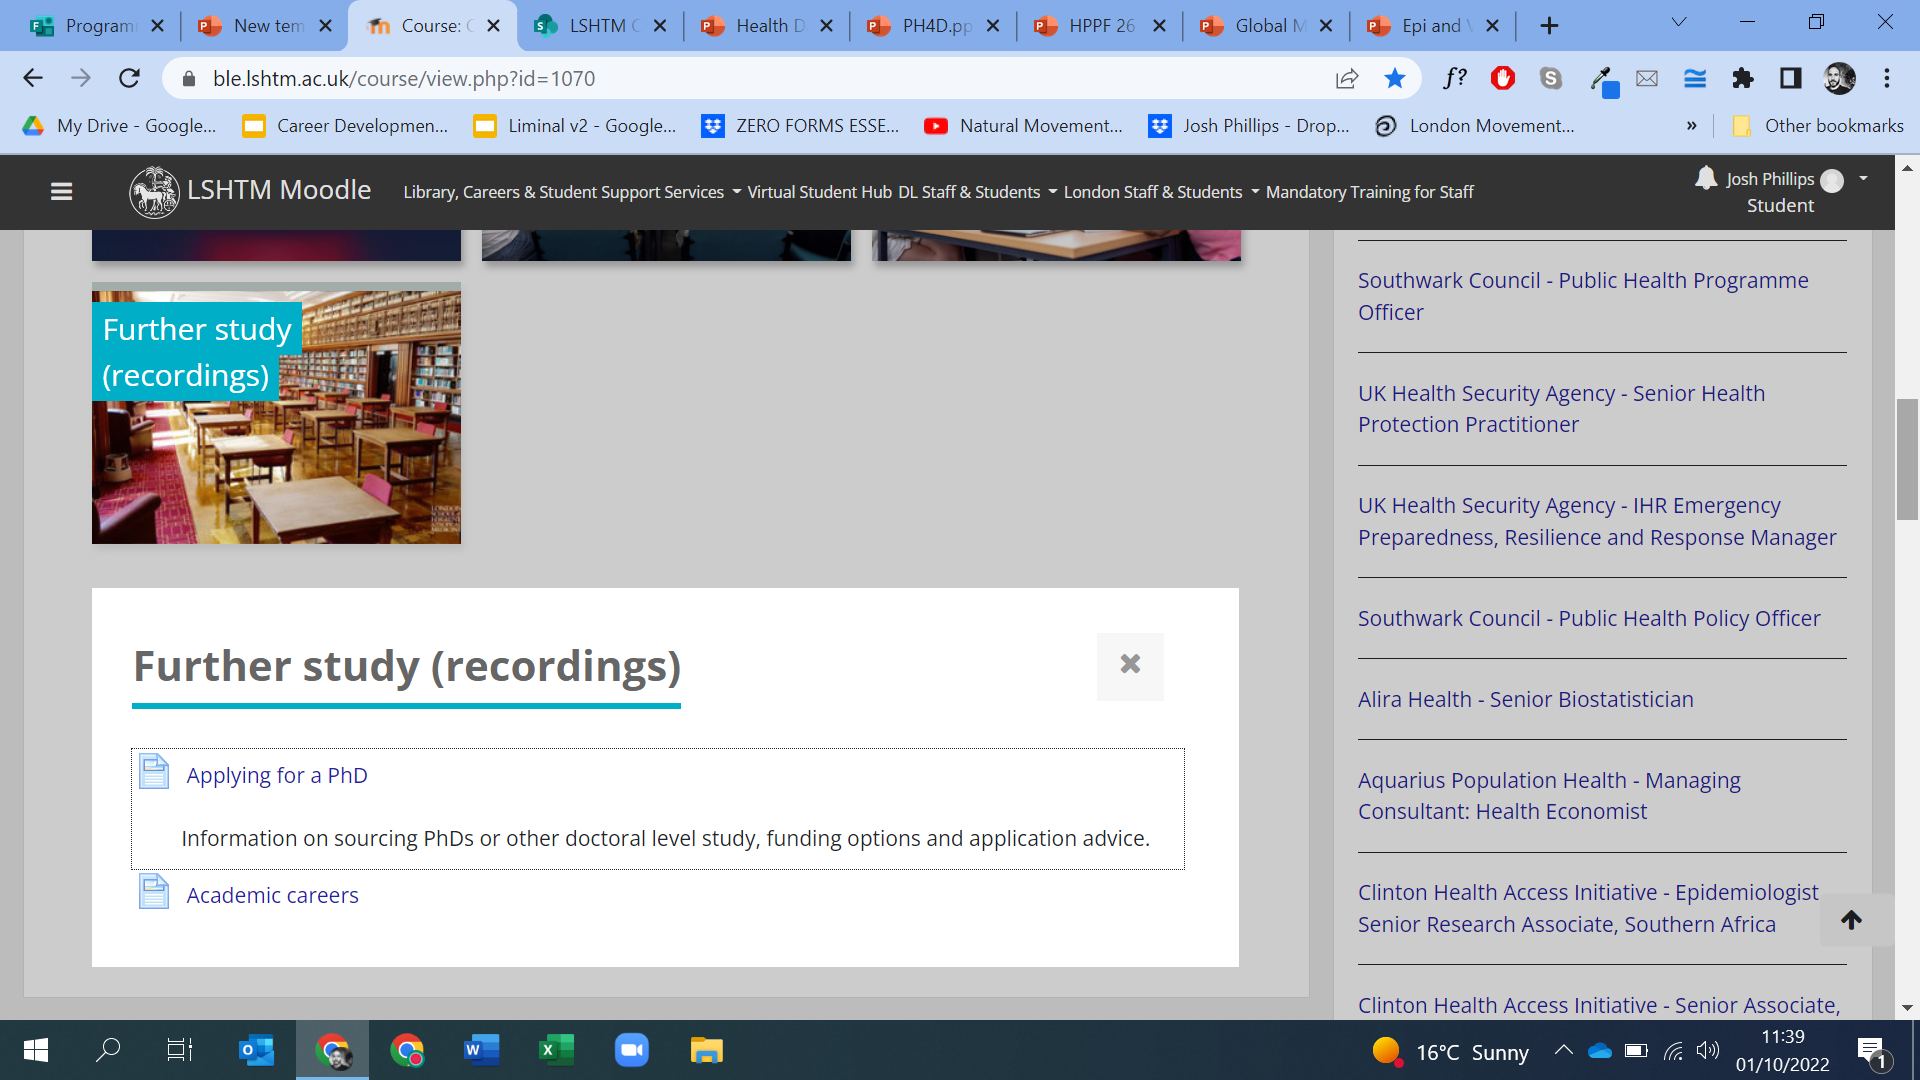 Program
New tem
Course: C
LSHTM C
Health D
PH4D.pp
HPPF 26
Global M
Epi and V
ble.lshtm.ac.uk/course/view.php?id=1070
f?
My Drive - Google...
Career Developmen...
Liminal v2 - Google...
ZERO FORMS ESSE...
Natural Movement...
Josh Phillips - Drop...
London Movement...
»
Other bookmarks
LSHTM Moodle
Library, Careers & Student Support Services
Virtual Student Hub
DL Staff & Students
London Staff & Students
Mandatory Training for Staff
Josh Phillips
Student
Further study
(recordings)
Further study (recordings)
Applying for a PhD
Information on sourcing PhDs or other doctoral level study, funding options and application advice.
Academic careers
Southwark Council - Public Health Programme
Officer
UK Health Security Agency - Senior Health
Protection Practitioner
UK Health Security Agency - IHR Emergency
Preparedness, Resilience and Response Manager
Southwark Council - Public Health Policy Officer
Alira Health - Senior Biostatistician
Aquarius Population Health - Managing
Consultant: Health Economist
Clinton Health Access Initiative - Epidemiologist
Senior Research Associate, Southern Africa
Clinton Health Access Initiative - Senior Associate,
16°C Sunny
11:39
01/10/2022
1